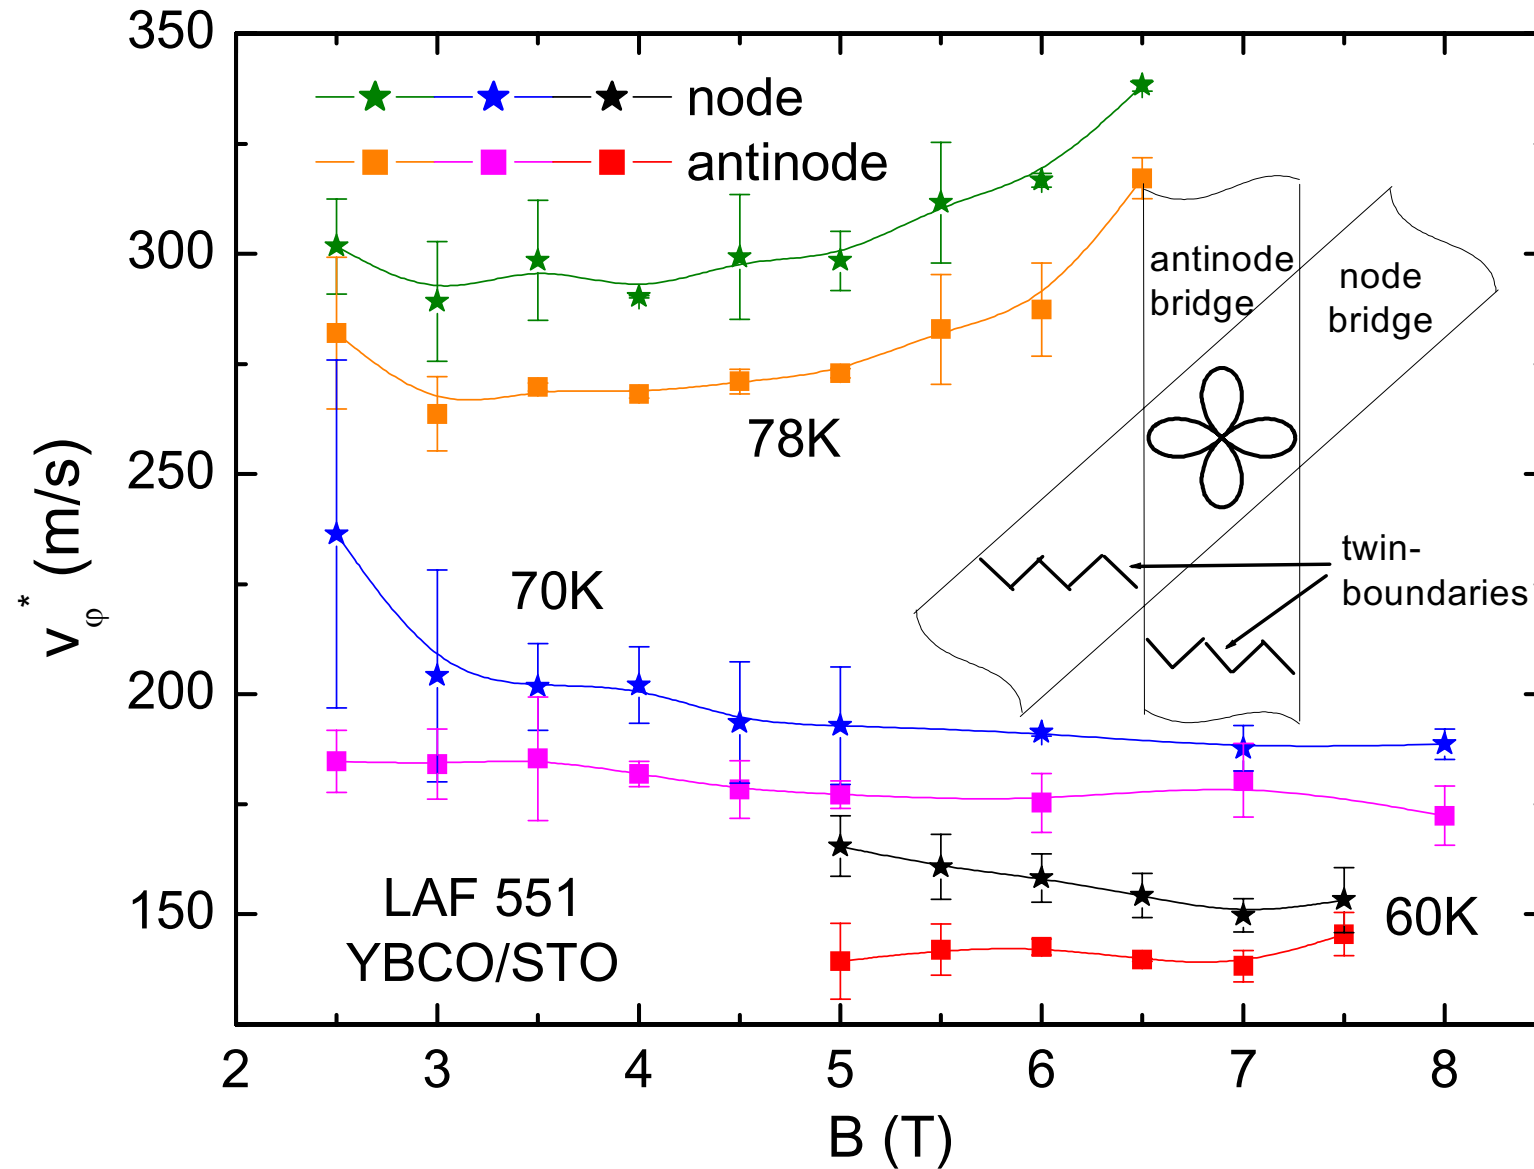 350
300
250
200
150
v_φ^* (m/s)
node
antinode
antinode
bridge
node
bridge
78K
70K
twin-
boundaries
LAF 551
YBCO/STO
60K
2 3 4 5 6 7 8
B (T)